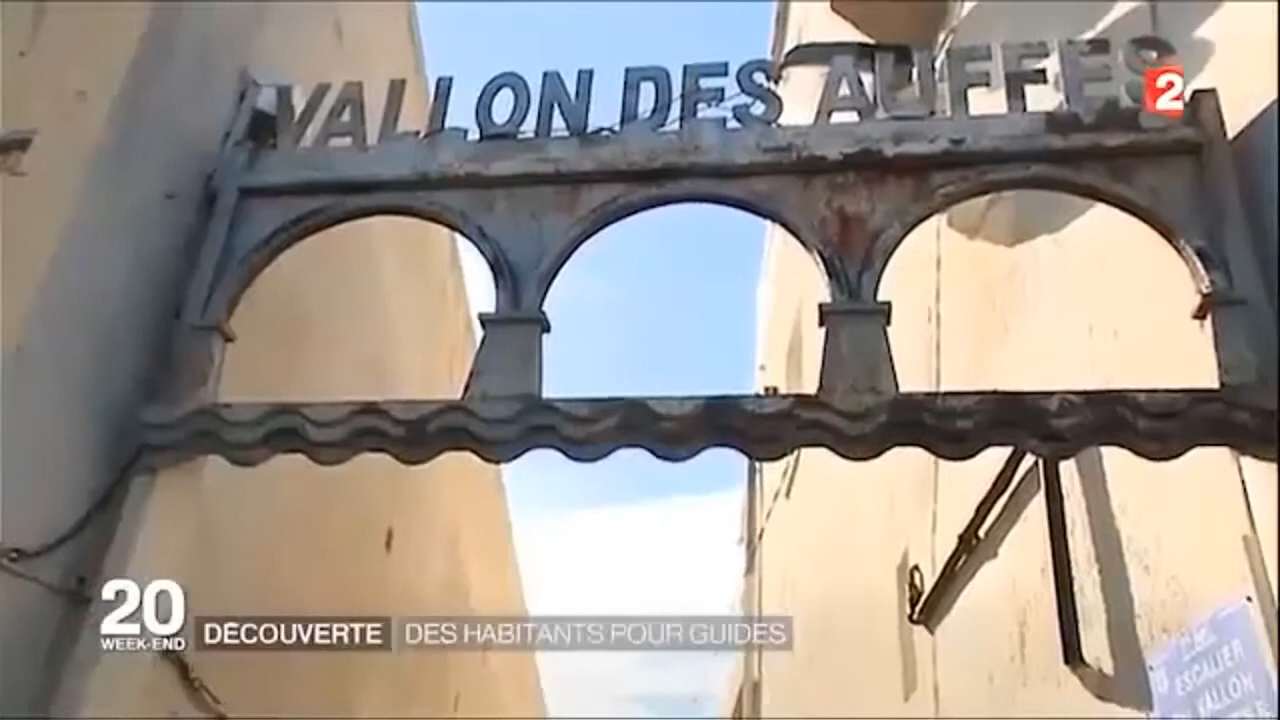 VALLON DES AUFFES
2
20
WEEK-END
DÉCOUVERTE
DES HABITANTS POUR GUIDES
ESCALIER
VALLON